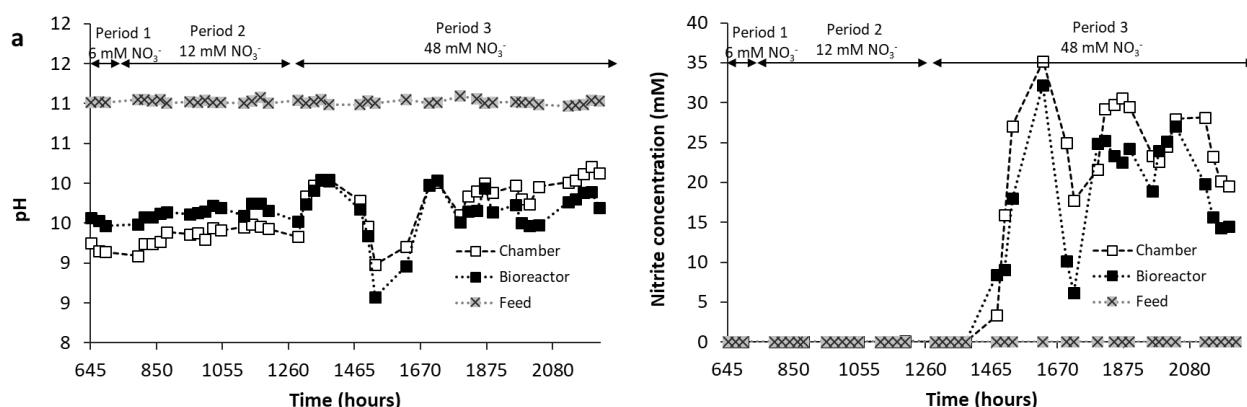 a
Period 1
6 mM NO₃⁻
Period 2
12 mM NO₃⁻
Period 3
48 mM NO₃⁻
12
12
11
11
10
10
9
9
8
pH
Chamber
Bioreactor
Feed
645 850 1055 1260 1465 1670 1875 2080
Time (hours)
Period 1
6 mM NO₃⁻
Period 2
12 mM NO₃⁻
Period 3
48 mM NO₃⁻
40
35
30
25
20
15
10
5
0
Nitrite concentration (mM)
Chamber
Bioreactor
Feed
645 850 1055 1260 1465 1670 1875 2080
Time (hours)